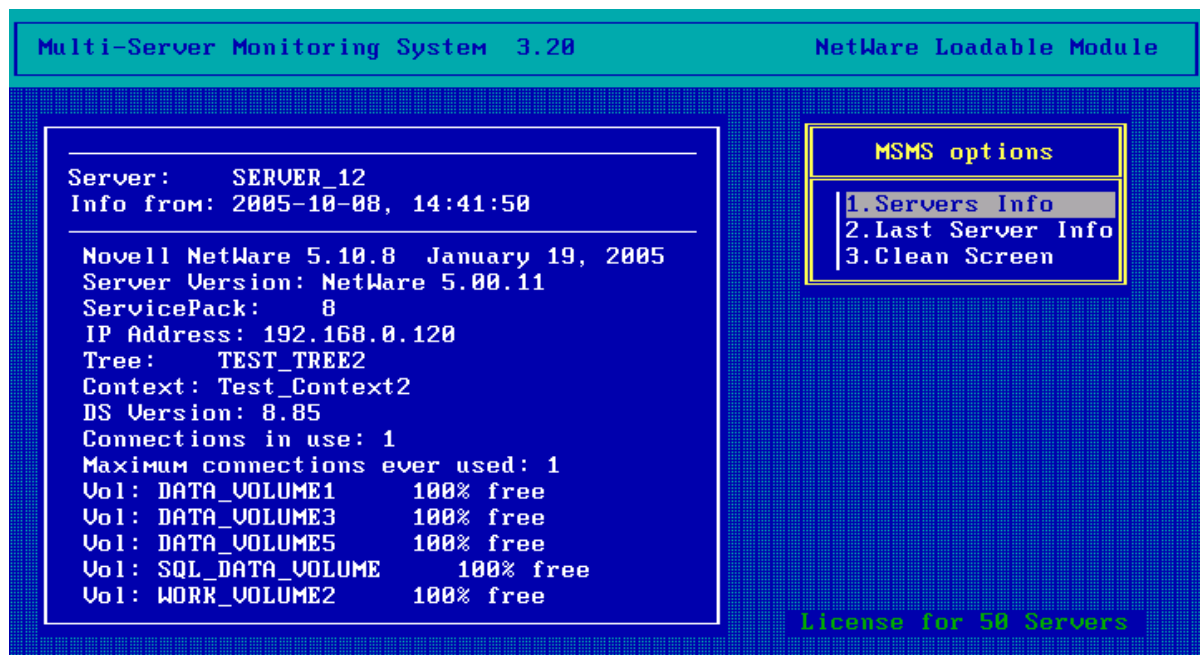 Multi-Server Monitoring System 3.20 NetWare Loadable Module
Server: SERVER_12
Info from: 2005-10-08, 14:41:50
Novell NetWare 5.10.8 January 19, 2005
Server Version: NetWare 5.00.11
ServicePack: 8
IP Address: 192.168.0.120
Tree: TEST_TREE2
Context: Test_Context2
DS Version: 8.85
Connections in use: 1
Maximum connections ever used: 1
Vol: DATA_VOLUME1 100% free
Vol: DATA_VOLUME3 100% free
Vol: DATA_VOLUME5 100% free
Vol: SQL_DATA_VOLUME 100% free
Vol: WORK_VOLUME2 100% free
MSMS options
1.Servers Info
2.Last Server Info
3.Clean Screen
License for 50 Servers